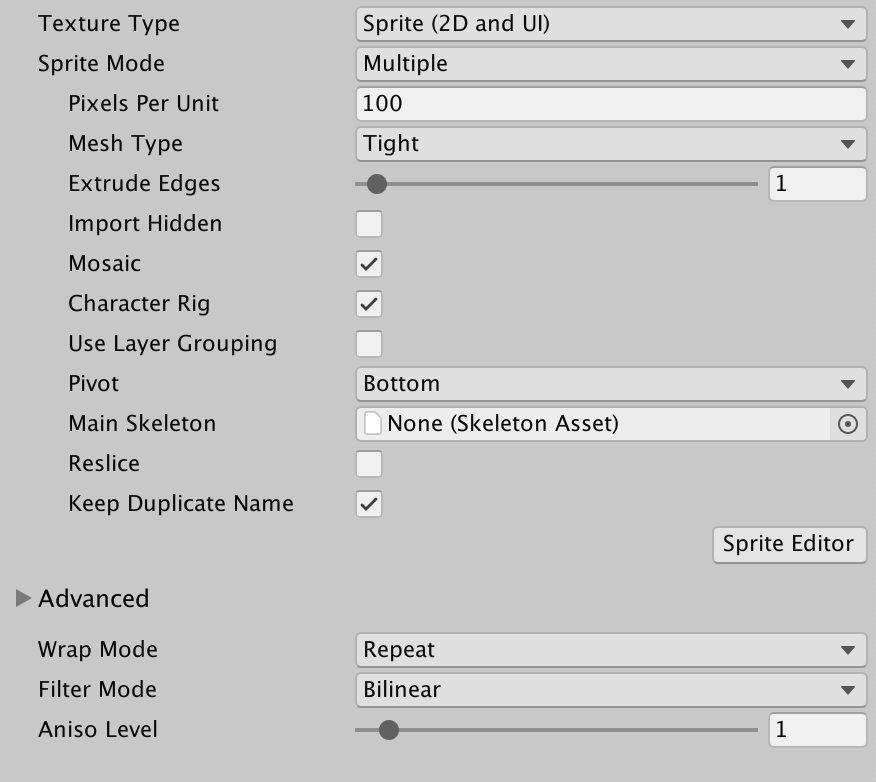 Texture Type Sprite (2D and UI)
Sprite Mode Multiple
Pixels Per Unit 100
Mesh Type Tight
Extrude Edges 1
Import Hidden
Mosaic
Character Rig
Use Layer Grouping
Pivot Bottom
Main Skeleton None (Skeleton Asset)
Reslice
Keep Duplicate Name
Sprite Editor
Advanced
Wrap Mode Repeat
Filter Mode Bilinear
Aniso Level 1